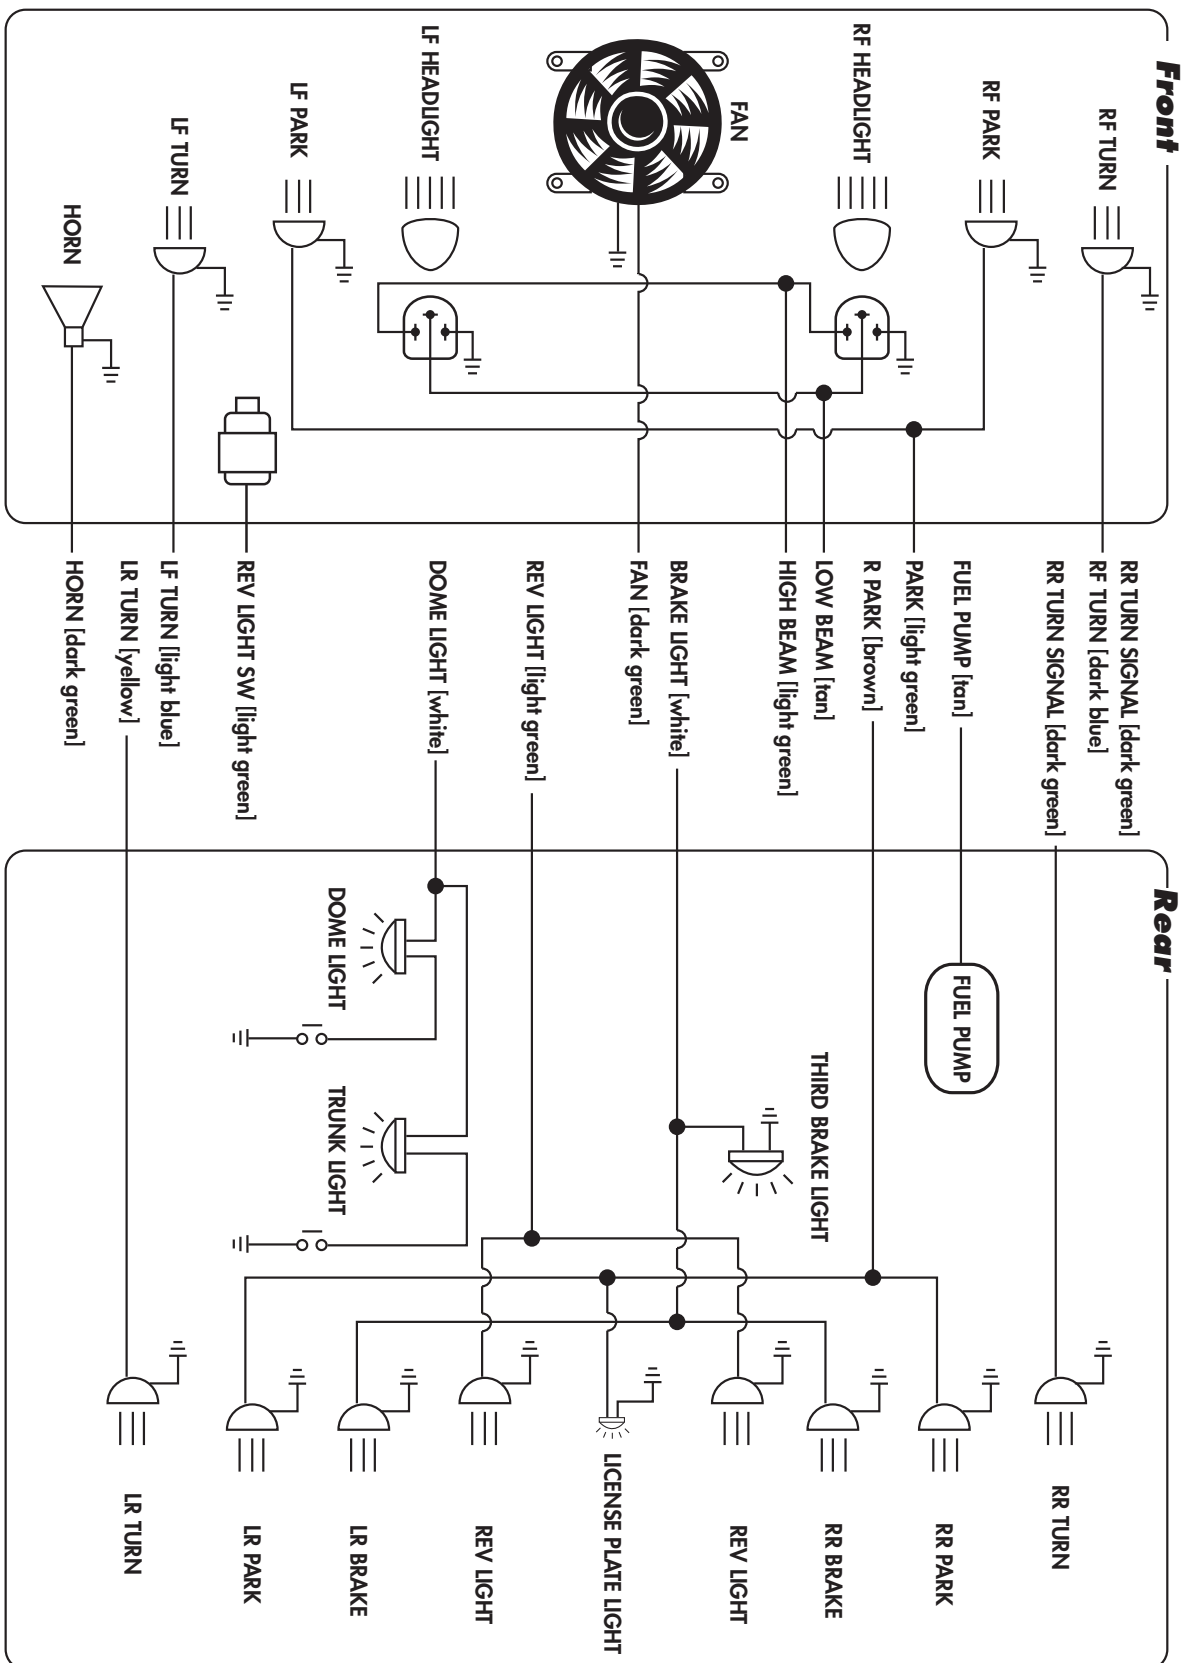 Front
RF TURN
RF PARK
RF HEADLIGHT
FAN
LF HEADLIGHT
LF PARK
LF TURN
HORN
RR TURN SIGNAL [dark green]
RF TURN [dark blue]
RR TURN SIGNAL [dark green]
FUEL PUMP [tan]
PARK [light green]
R PARK [brown]
LOW BEAM [tan]
HIGH BEAM [light green]
BRAKE LIGHT [white]
FAN [dark green]
REV LIGHT [light green]
DOME LIGHT [white]
REV LIGHT SW [light green]
LF TURN [light blue]
LR TURN [yellow]
HORN [dark green]
Rear
FUEL PUMP
THIRD BRAKE LIGHT
DOME LIGHT
TRUNK LIGHT
RR TURN
RR PARK
RR BRAKE
REV LIGHT
LICENSE PLATE LIGHT
REV LIGHT
LR BRAKE
LR PARK
LR TURN